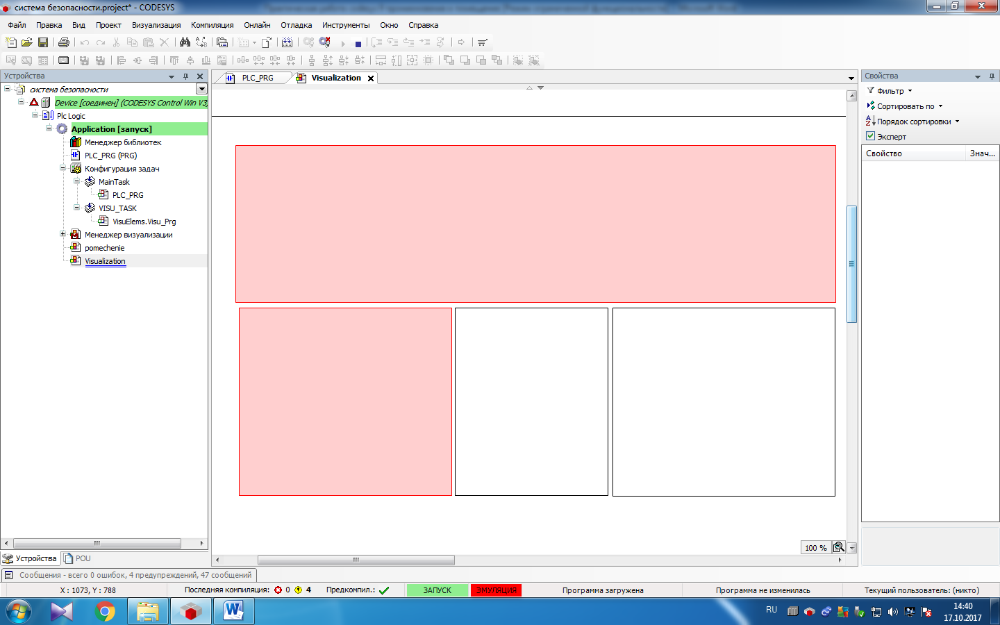 система безопасности.project* - CODESYS
Файл Правка Вид Проект Визуализация Компиляция Онлайн Отладка Инструменты Окно Справка
Устройства
PLC_PRG Visualization
Свойства
система безопасности
Device [соединен] (CODESYS Control Win V3)
Plc Logic
Application [запуск]
Менеджер библиотек
PLC_PRG (PRG)
Конфигурация задач
MainTask
PLC_PRG
VISU_TASK
VisuElems.Visu_Prg
Менеджер визуализации
pomechenie
Visualization
Фильтр
Сортировать по
Порядок сортировки
Эксперт
Свойство Знач...
100 %
Устройства POU
Сообщения - всего 0 ошибок, 4 предупреждений, 47 сообщений
X : 1073, Y : 788 Последняя компиляция: 0 4 Предкомпил.: ЗАПУСК ЭМУЛЯЦИЯ Программа загружена Программа не изменилась Текущий пользователь: (никто)
RU
14:40
17.10.2017